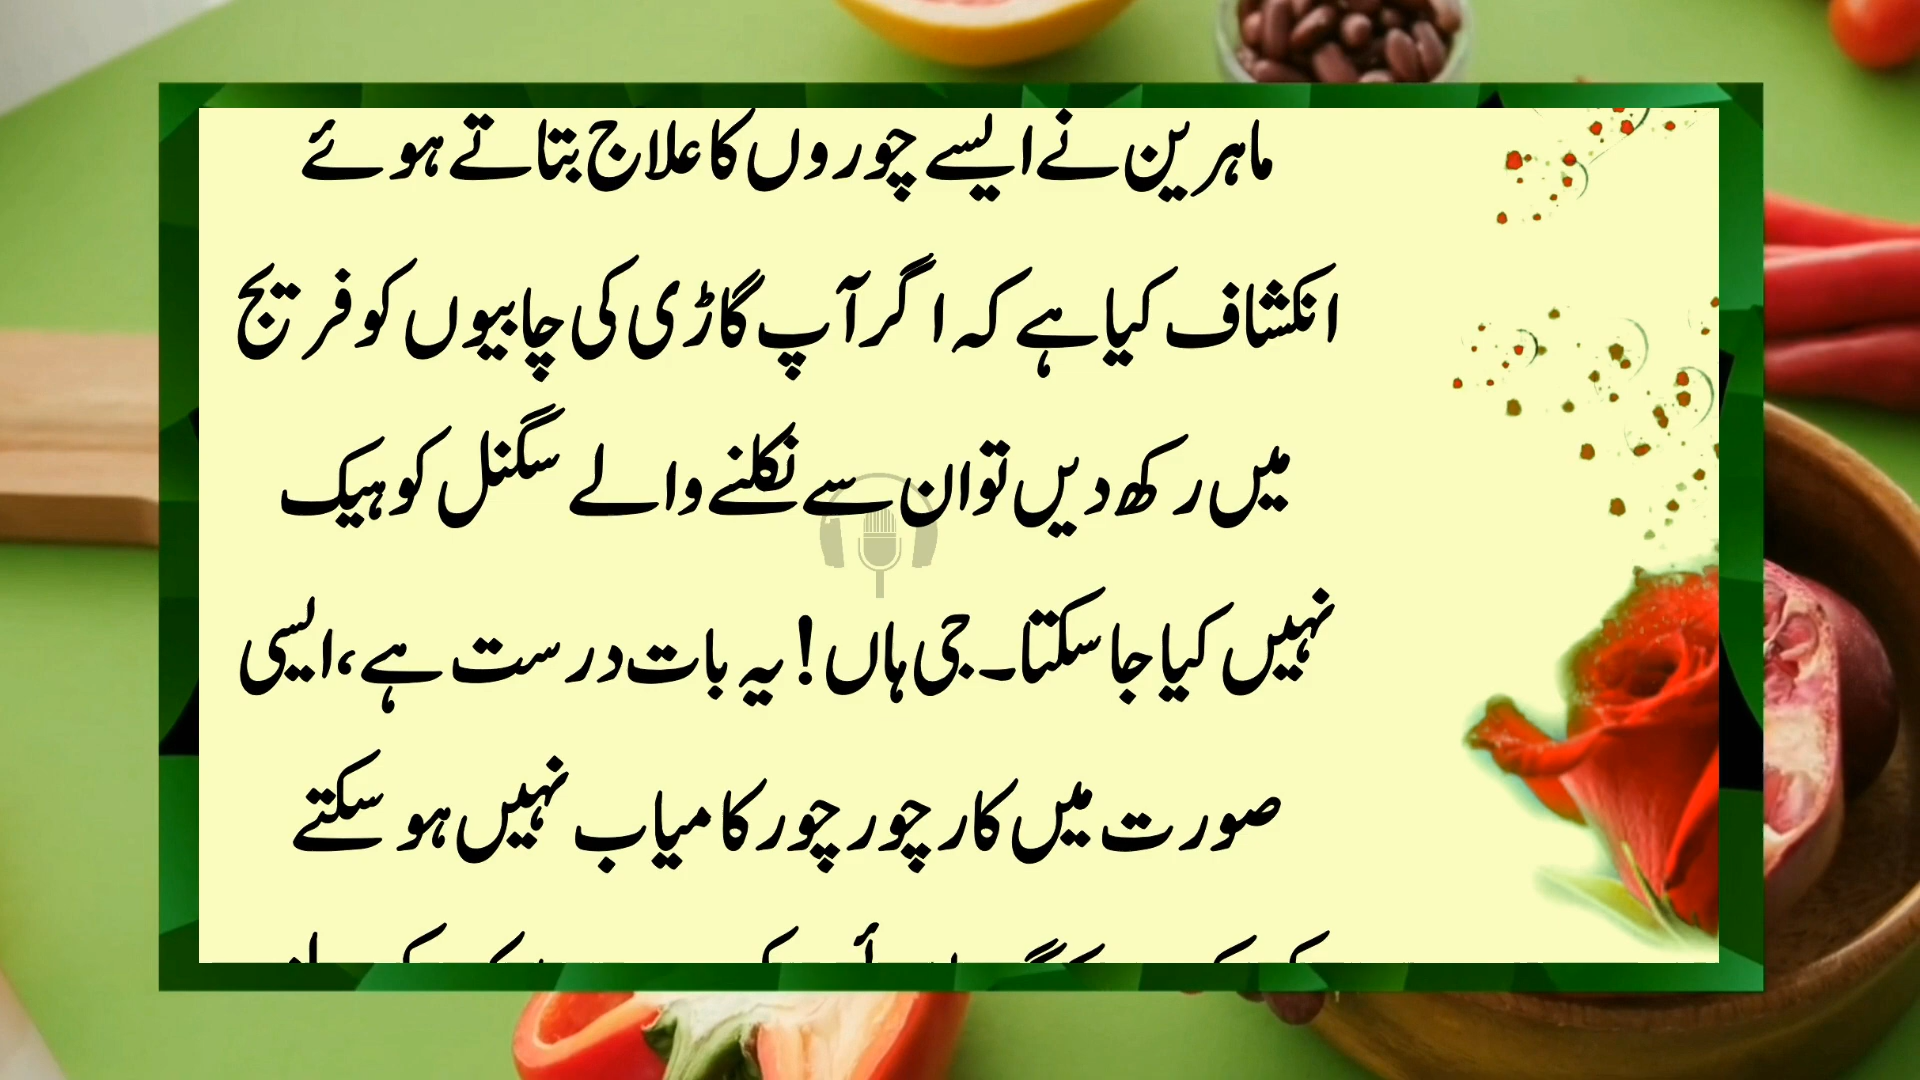 ماہرین نے ایسے چوروں کا علاج بتاتے ہوئے
انکشاف کیا ہے کہ اگر آپ گاڑی کی چابیوں کو فریج
میں رکھ دیں تو ان سے نکلنے والے سگنل کو ہیک
نہیں کیا جا سکتا۔ جی ہاں! یہ بات درست ہے، ایسی
صورت میں کار چور چور کامیاب نہیں ہو سکتے